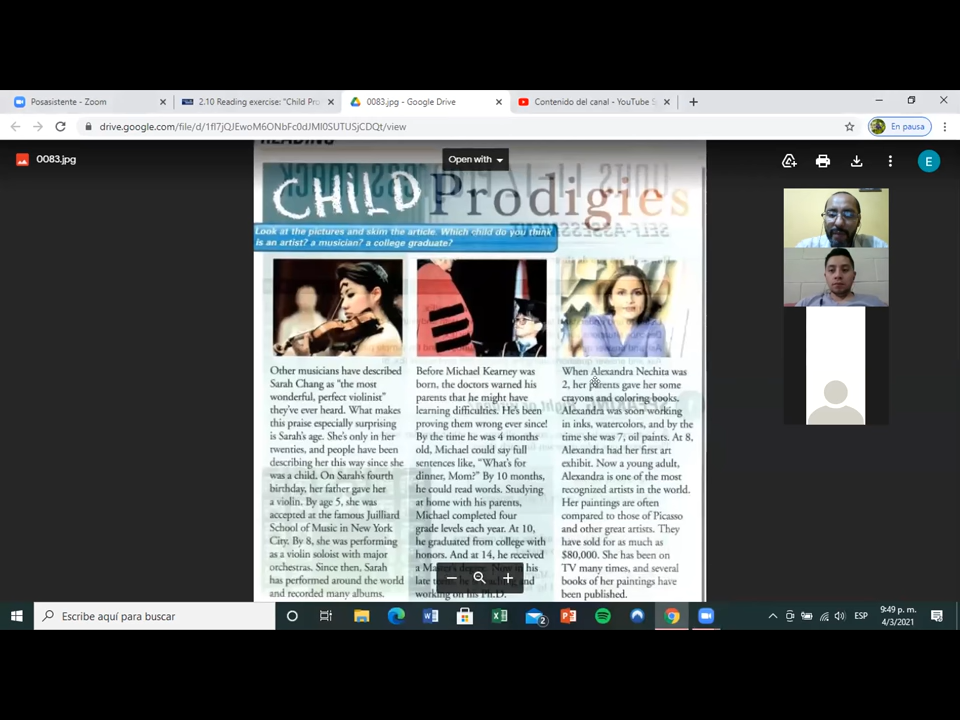 Posasistente - Zoom
2.10 Reading exercise: "Child Pro
0083.jpg - Google Drive
Contenido del canal - YouTube S
drive.google.com/file/d/1fI7jQJEwoM6ONbFc0dJMl0SUTUSjCDQt/view
En pausa
0083.jpg
Open with
E
READING
CHILD Prodigies
Look at the pictures and skim the article. Which child do you think
is an artist? a musician? a college graduate?
Other musicians have described
Sarah Chang as "the most
wonderful, perfect violinist"
they've ever heard. What makes
this praise especially surprising
is Sarah's age. She's only in her
twenties, and people have been
describing her this way since she
was a child. On Sarah's fourth
birthday, her father gave her
a violin. By age 5, she was
accepted at the famous Juilliard
School of Music in New York
City. By 8, she was performing
as a violin soloist with major
orchestras. Since then, Sarah
has performed around the world
and recorded many albums.
Before Michael Kearney was
born, the doctors warned his
parents that he might have
learning difficulties. He's been
proving them wrong ever since!
By the time he was 4 months
old, Michael could say full
sentences like, "What's for
dinner, Mom?" By 10 months,
he could read words. Studying
at home with his parents,
Michael completed four
grade levels each year. At 10,
he graduated from college with
honors. And at 14, he received
a Master's degree. Now in his
late and
working on his Ph.D.
When Alexandra Nechita was
2, her parents gave her some
crayons and coloring books.
Alexandra was soon working
in inks, watercolors, and by the
time she was 7, oil paints. At 8,
Alexandra had her first art
exhibit. Now a young adult,
Alexandra is one of the most
recognized artists in the world.
Her paintings are often
compared to those of Picasso
and other great artists. They
have sold for as much as
$80,000. She has been on
TV many times, and several
books of her paintings have
been published.
Escribe aquí para buscar
2
ESP
9:49 p. m.
4/3/2021